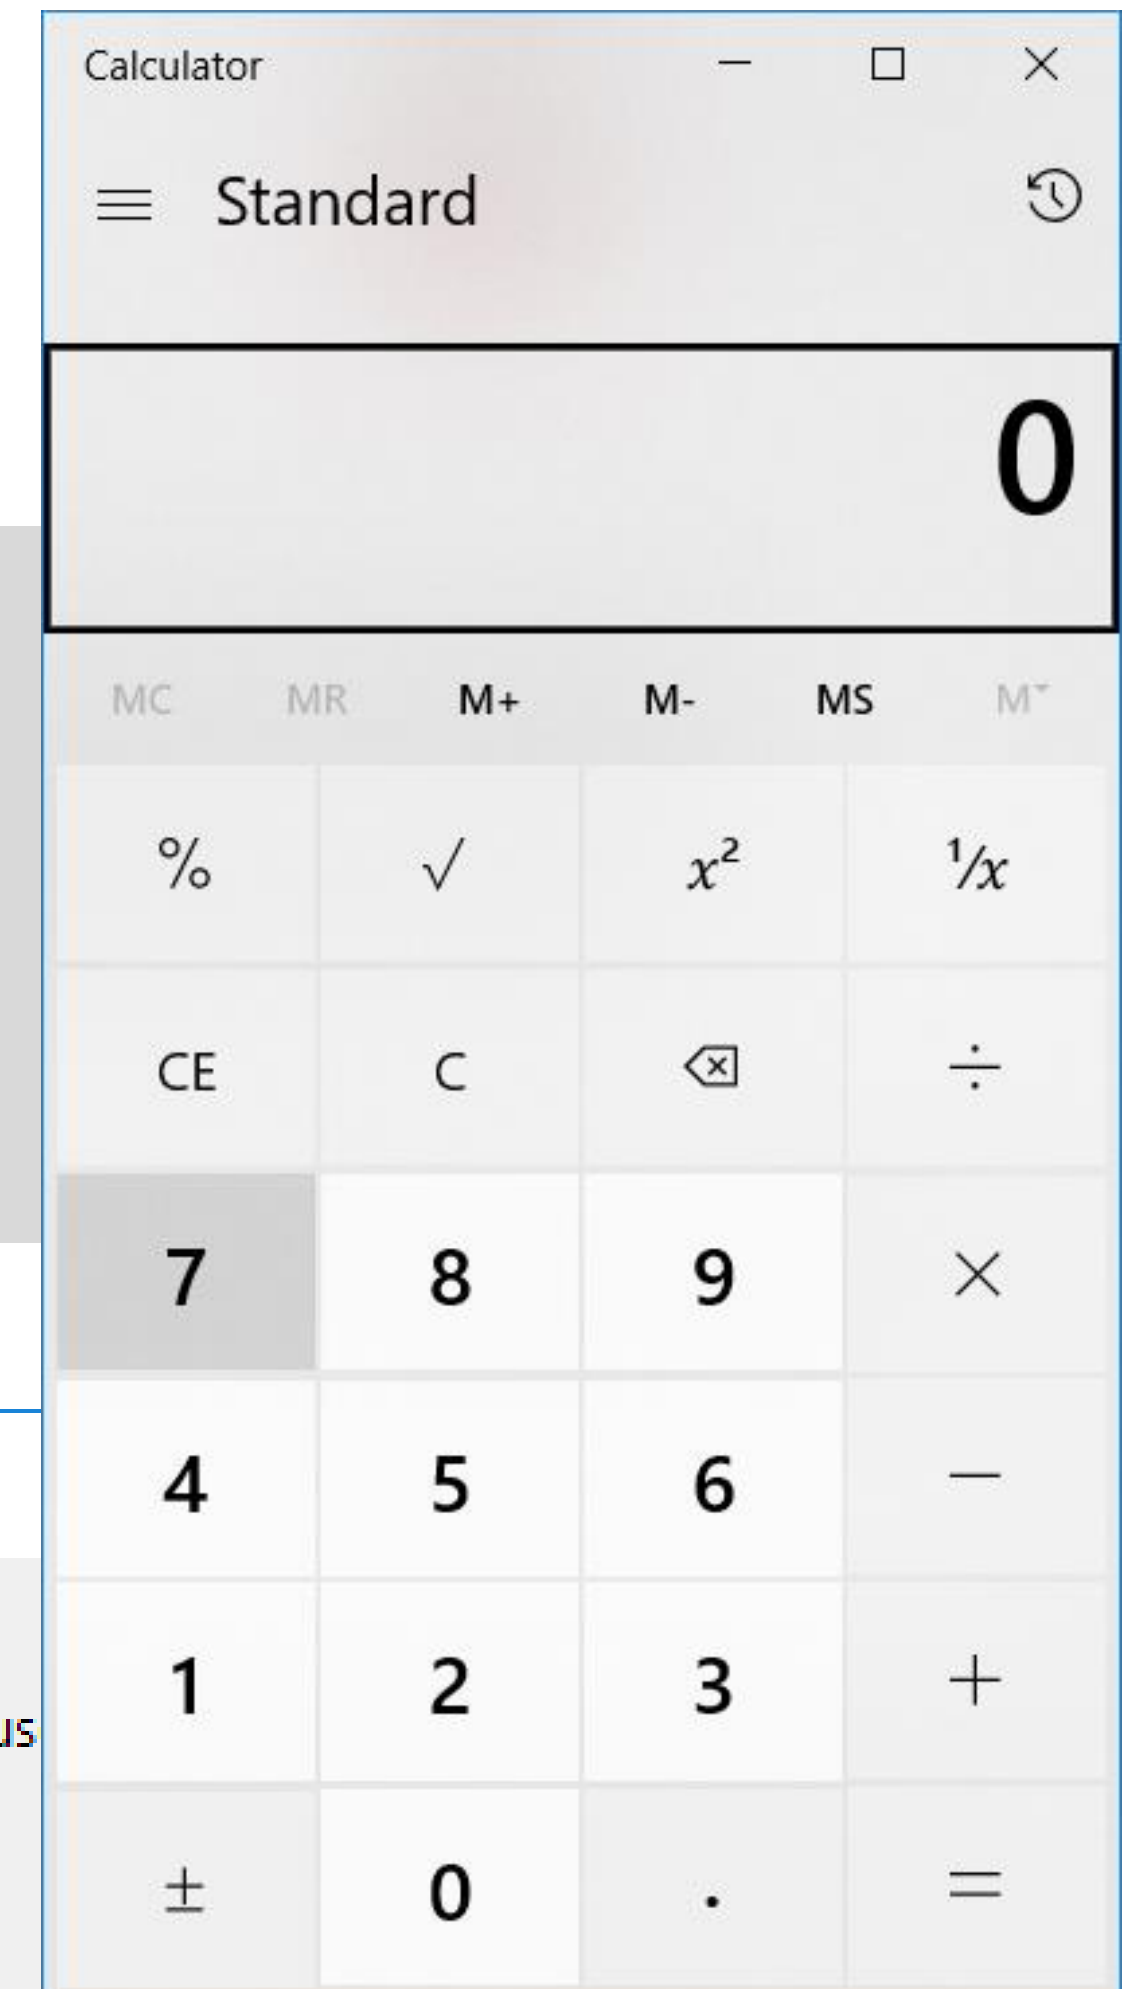 Calculator
Standard
0
MC MR M+ M- MS M˅
% √ x² ¹/x
CE C ÷
7 8 9 ×
4 5 6 −
1 2 3 +
us
± 0 . =